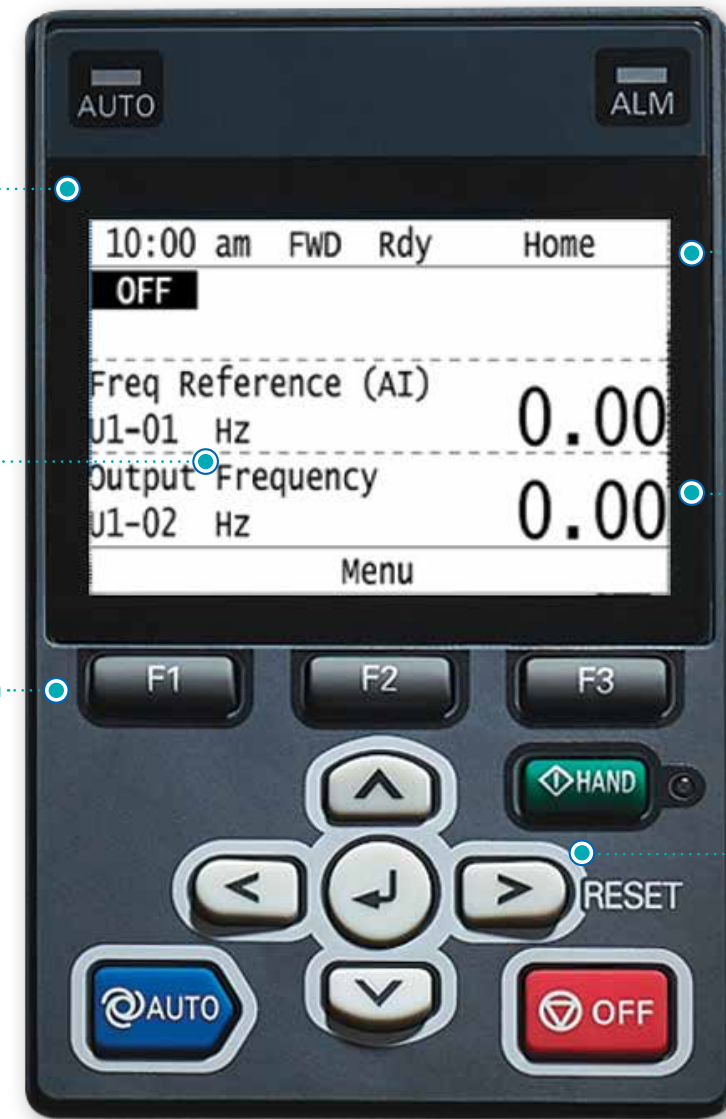 AUTO
ALM
10:00 am FWD Rdy Home
OFF
Freq Reference (AI)
U1-01 Hz 0.00
Output Frequency
U1-02 Hz 0.00
Menu
F1 F2 F3
HAND
RESET
AUTO
OFF